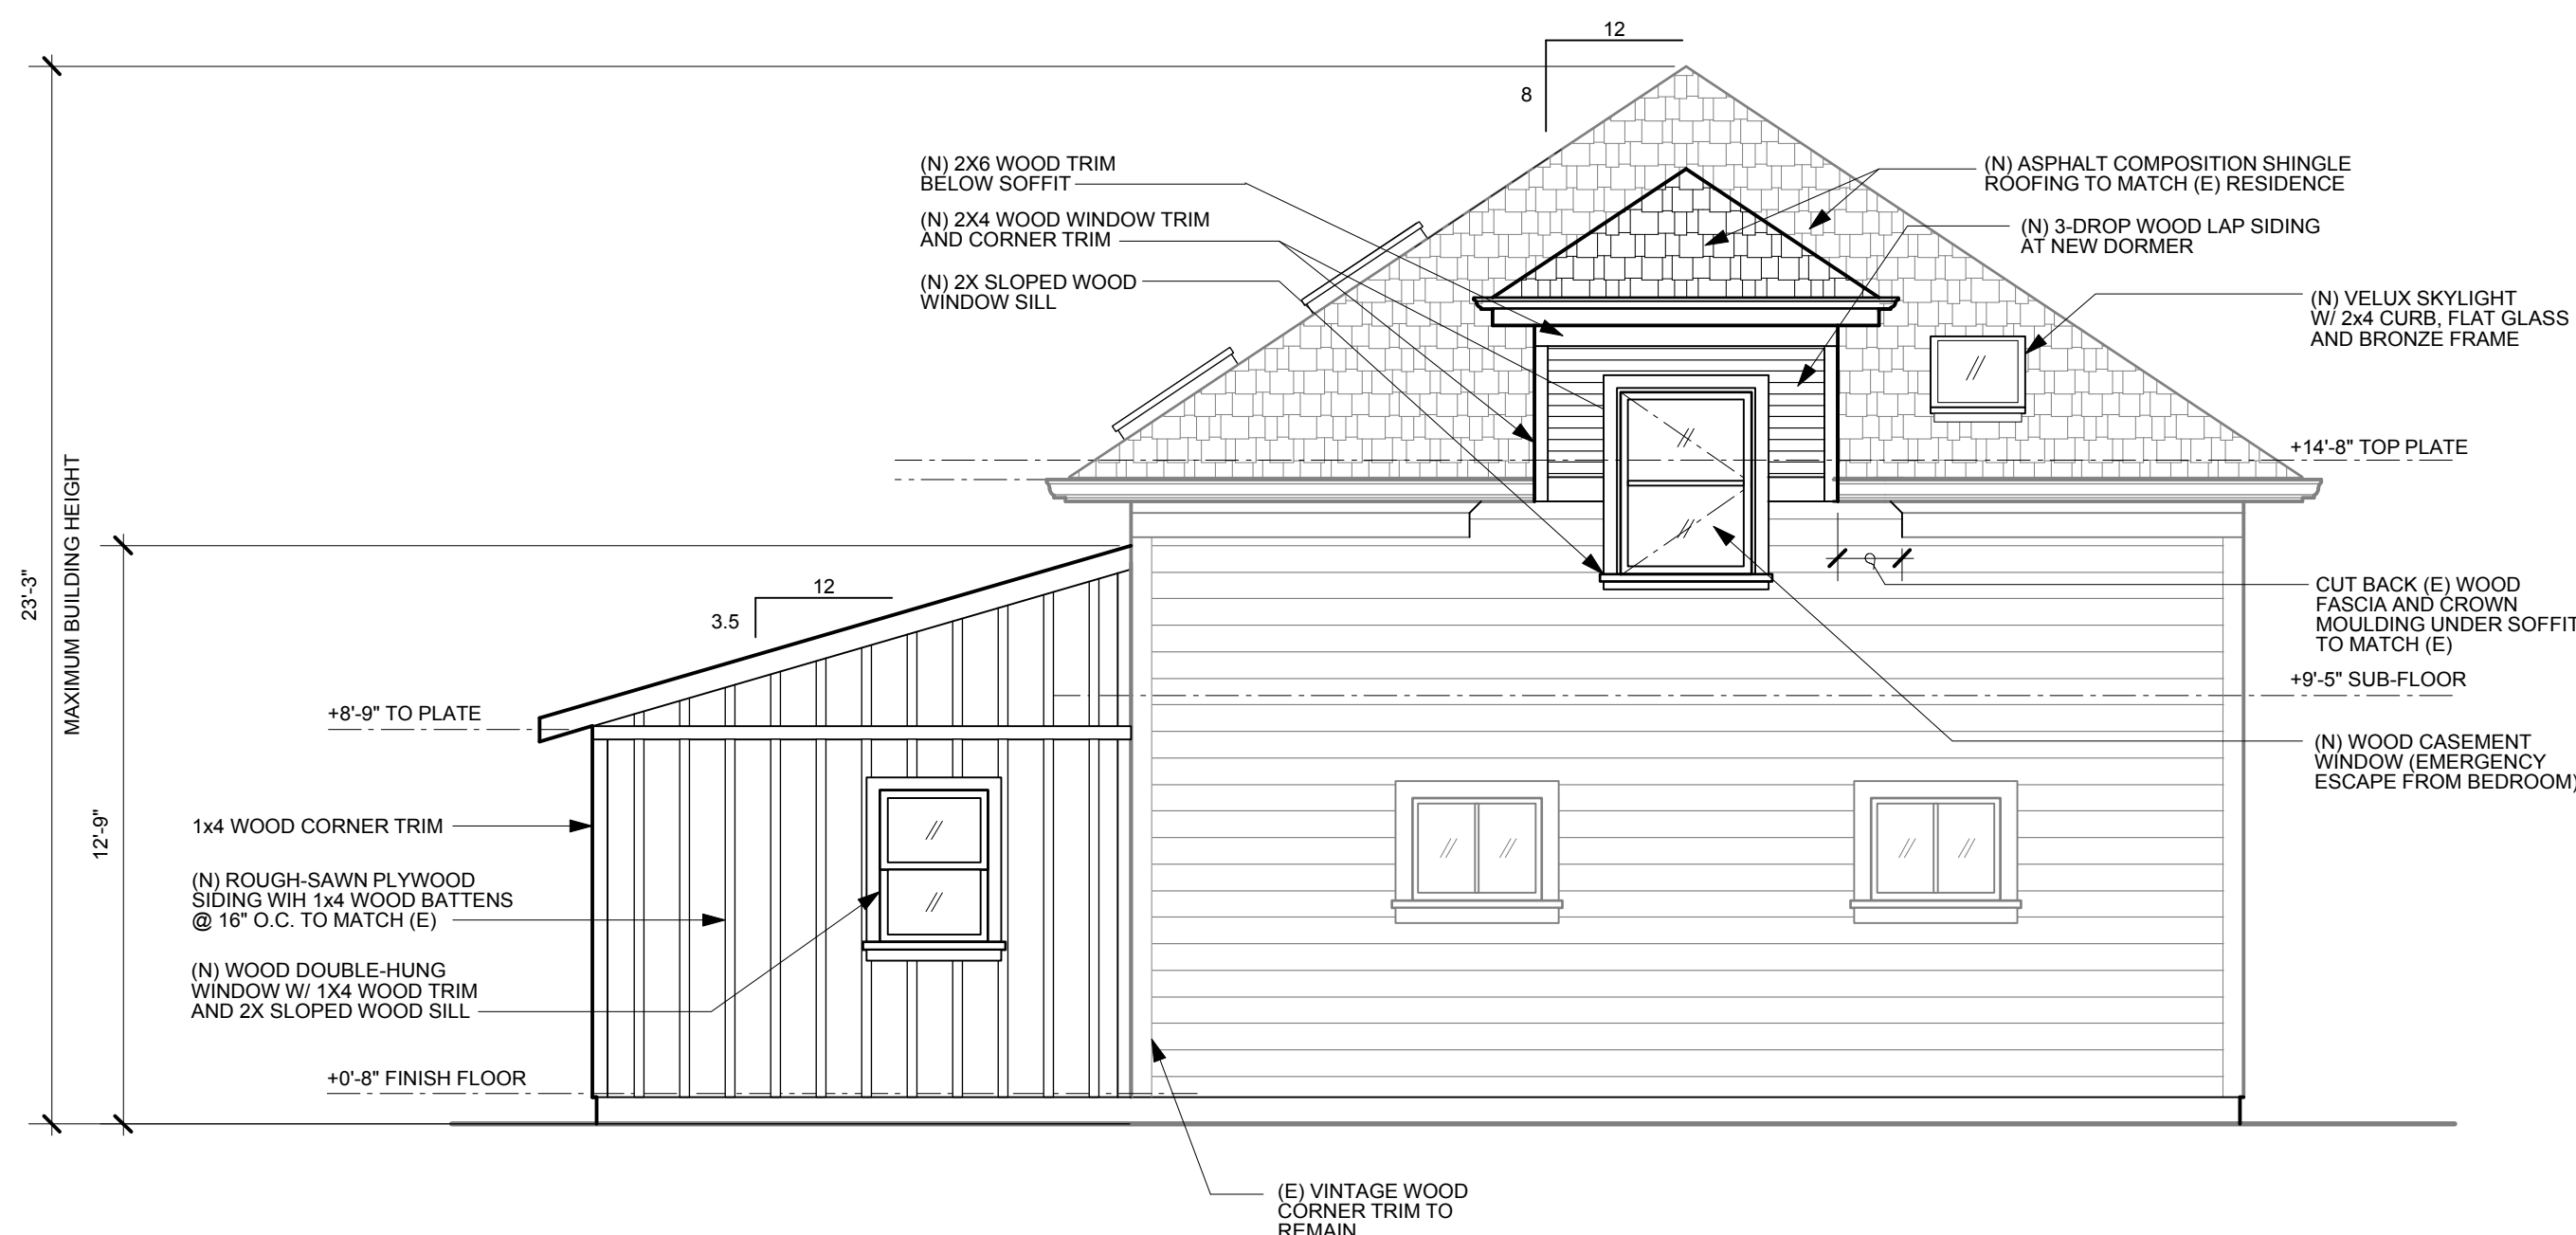 12
8
(N) 2X6 WOOD TRIM
BELOW SOFFIT
(N) 2X4 WOOD WINDOW TRIM
AND CORNER TRIM
(N) 2X SLOPED WOOD
WINDOW SILL
(N) ASPHALT COMPOSITION SHINGLE
ROOFING TO MATCH (E) RESIDENCE
(N) 3-DROP WOOD LAP SIDING
AT NEW DORMER
(N) VELUX SKYLIGHT
W/ 2x4 CURB, FLAT GLASS
AND BRONZE FRAME
+14'-8" TOP PLATE
CUT BACK (E) WOOD
FASCIA AND CROWN
MOULDING UNDER SOFFIT
TO MATCH (E)
+9'-5" SUB-FLOOR
(N) WOOD CASEMENT
WINDOW (EMERGENCY
ESCAPE FROM BEDROOM)
23'-3"
MAXIMUM BUILDING HEIGHT
12'-9"
12
3.5
+8'-9" TO PLATE
1x4 WOOD CORNER TRIM
(N) ROUGH-SAWN PLYWOOD
SIDING WIH 1x4 WOOD BATTENS
@ 16" O.C. TO MATCH (E)
(N) WOOD DOUBLE-HUNG
WINDOW W/ 1X4 WOOD TRIM
AND 2X SLOPED WOOD SILL
+0'-8" FINISH FLOOR
(E) VINTAGE WOOD
CORNER TRIM TO
REMAIN